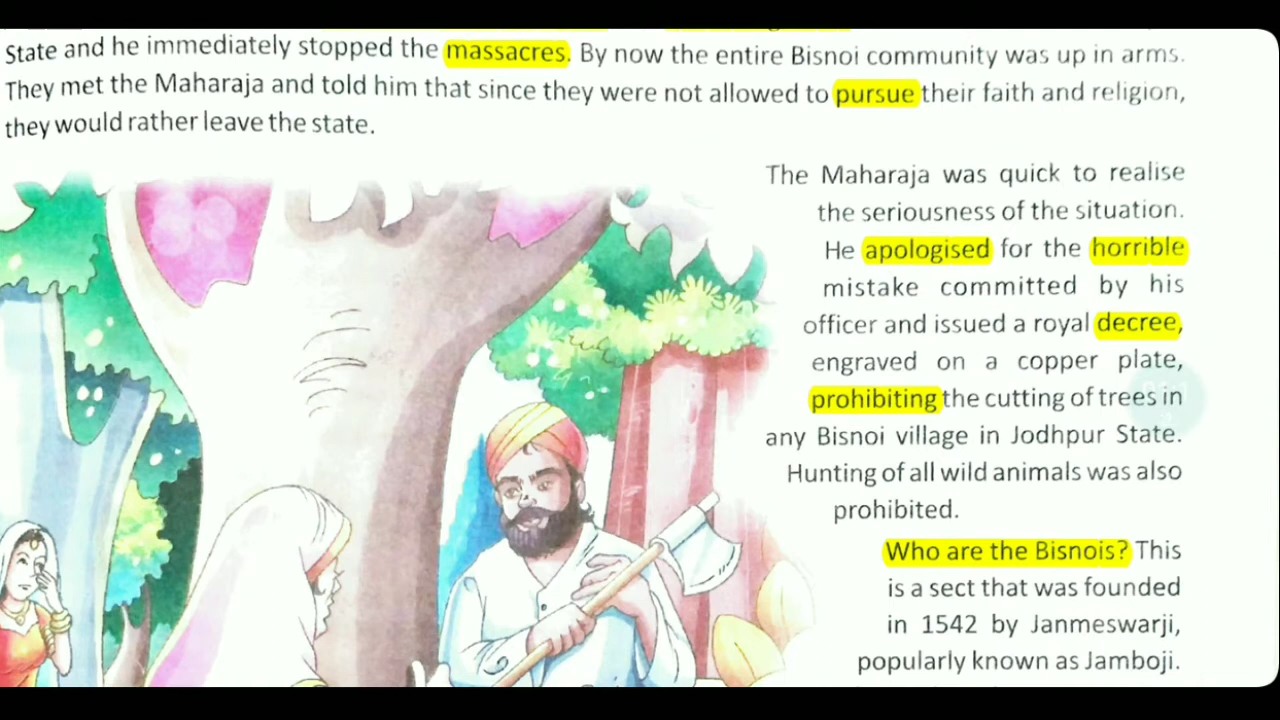 State and he immediately stopped the massacres. By now the entire Bisnoi community was up in arms.
They met the Maharaja and told him that since they were not allowed to pursue their faith and religion,
they would rather leave the state.
The Maharaja was quick to realise
the seriousness of the situation.
He apologised for the horrible
mistake committed by his
officer and issued a royal decree,
engraved on a copper plate,
prohibiting the cutting of trees in
any Bisnoi village in Jodhpur State.
Hunting of all wild animals was also
prohibited.
Who are the Bisnois? This
is a sect that was founded
in 1542 by Janmeswarji,
popularly known as Jamboji.